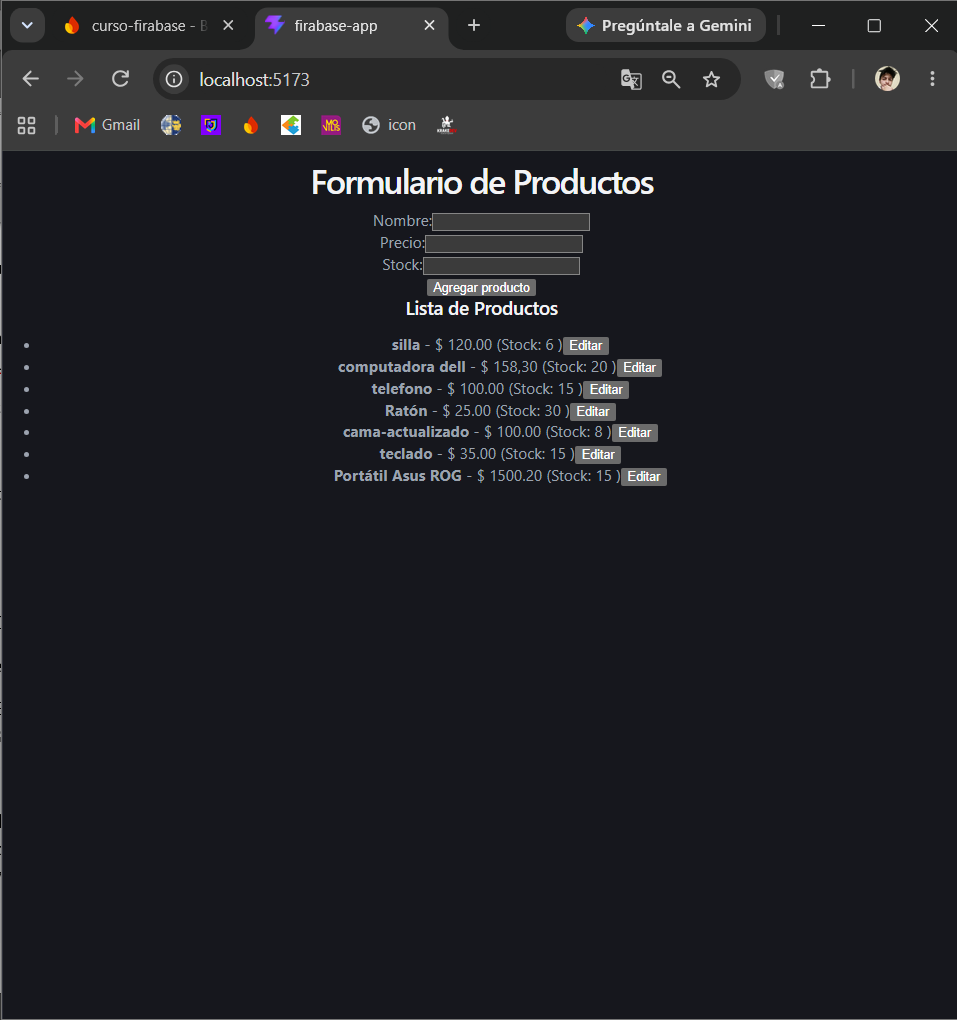 curso-firabase - B
firabase-app
Pregúntale a Gemini
localhost:5173
Gmail
icon
Formulario de Productos
Nombre:
Precio:
Stock:
Agregar producto
Lista de Productos
silla - $ 120.00 (Stock: 6 )Editar
computadora dell - $ 158,30 (Stock: 20 )Editar
telefono - $ 100.00 (Stock: 15 )Editar
Ratón - $ 25.00 (Stock: 30 )Editar
cama-actualizado - $ 100.00 (Stock: 8 )Editar
teclado - $ 35.00 (Stock: 15 )Editar
Portátil Asus ROG - $ 1500.20 (Stock: 15 )Editar